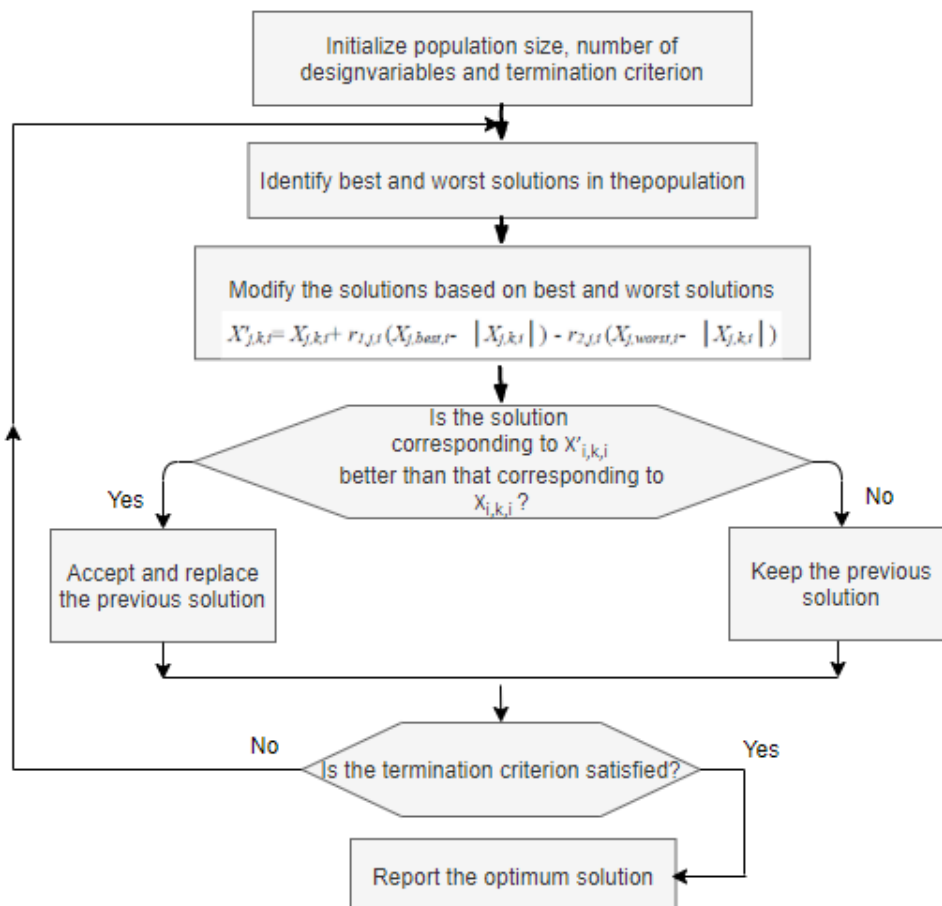 Initialize population size, number of
designvariables and termination criterion
Identify best and worst solutions in thepopulation
Modify the solutions based on best and worst solutions
X'j,k,i= Xj,k,i+ r1,j,i(Xj,best,i- |Xj,k,i|) - r2,j,i(Xj,worst,i- |Xj,k,i|)
Is the solution
corresponding to X'i,k,i
better than that corresponding to
Xi,k,i ?
Yes
No
Accept and replace
the previous solution
Keep the previous
solution
No
Is the termination criterion satisfied?
Yes
Report the optimum solution